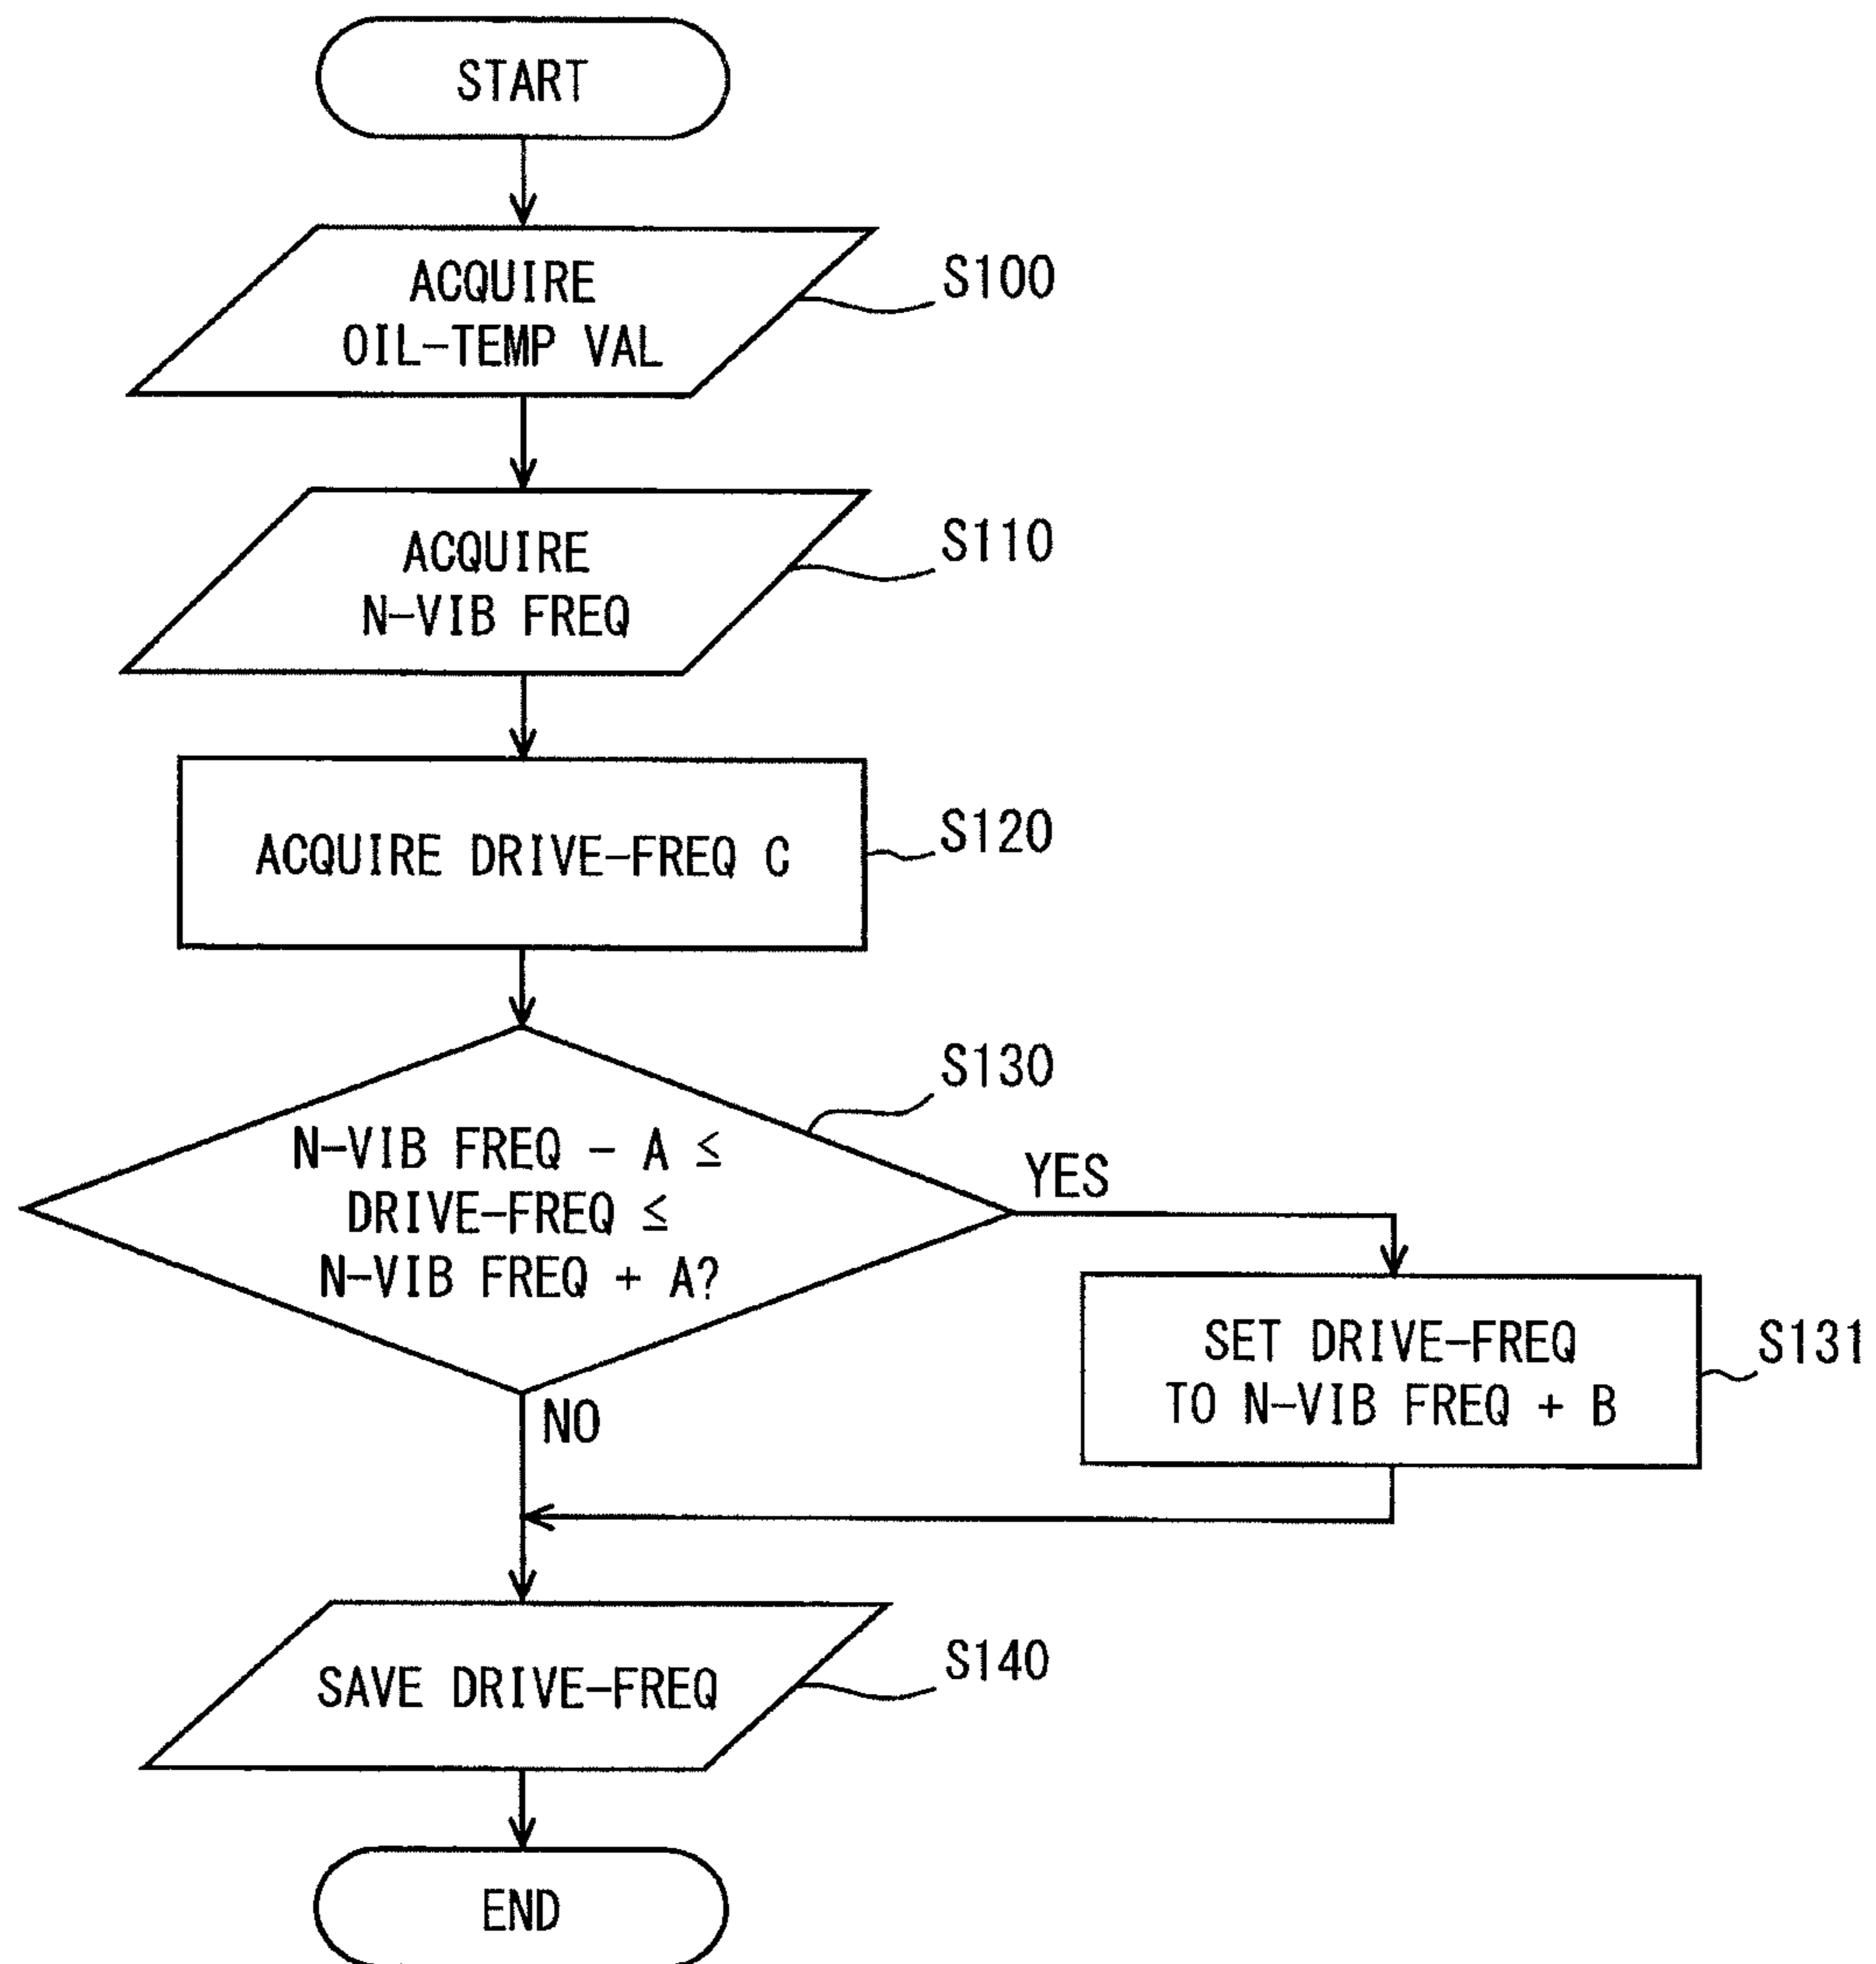 START
ACQUIRE
OIL-TEMP VAL
S100
ACQUIRE
N-VIB FREQ
S110
ACQUIRE DRIVE-FREQ C
S120
S130
N-VIB FREQ - A ≤
DRIVE-FREQ ≤
N-VIB FREQ + A?
YES
SET DRIVE-FREQ
TO N-VIB FREQ + B
S131
NO
SAVE DRIVE-FREQ
S140
END